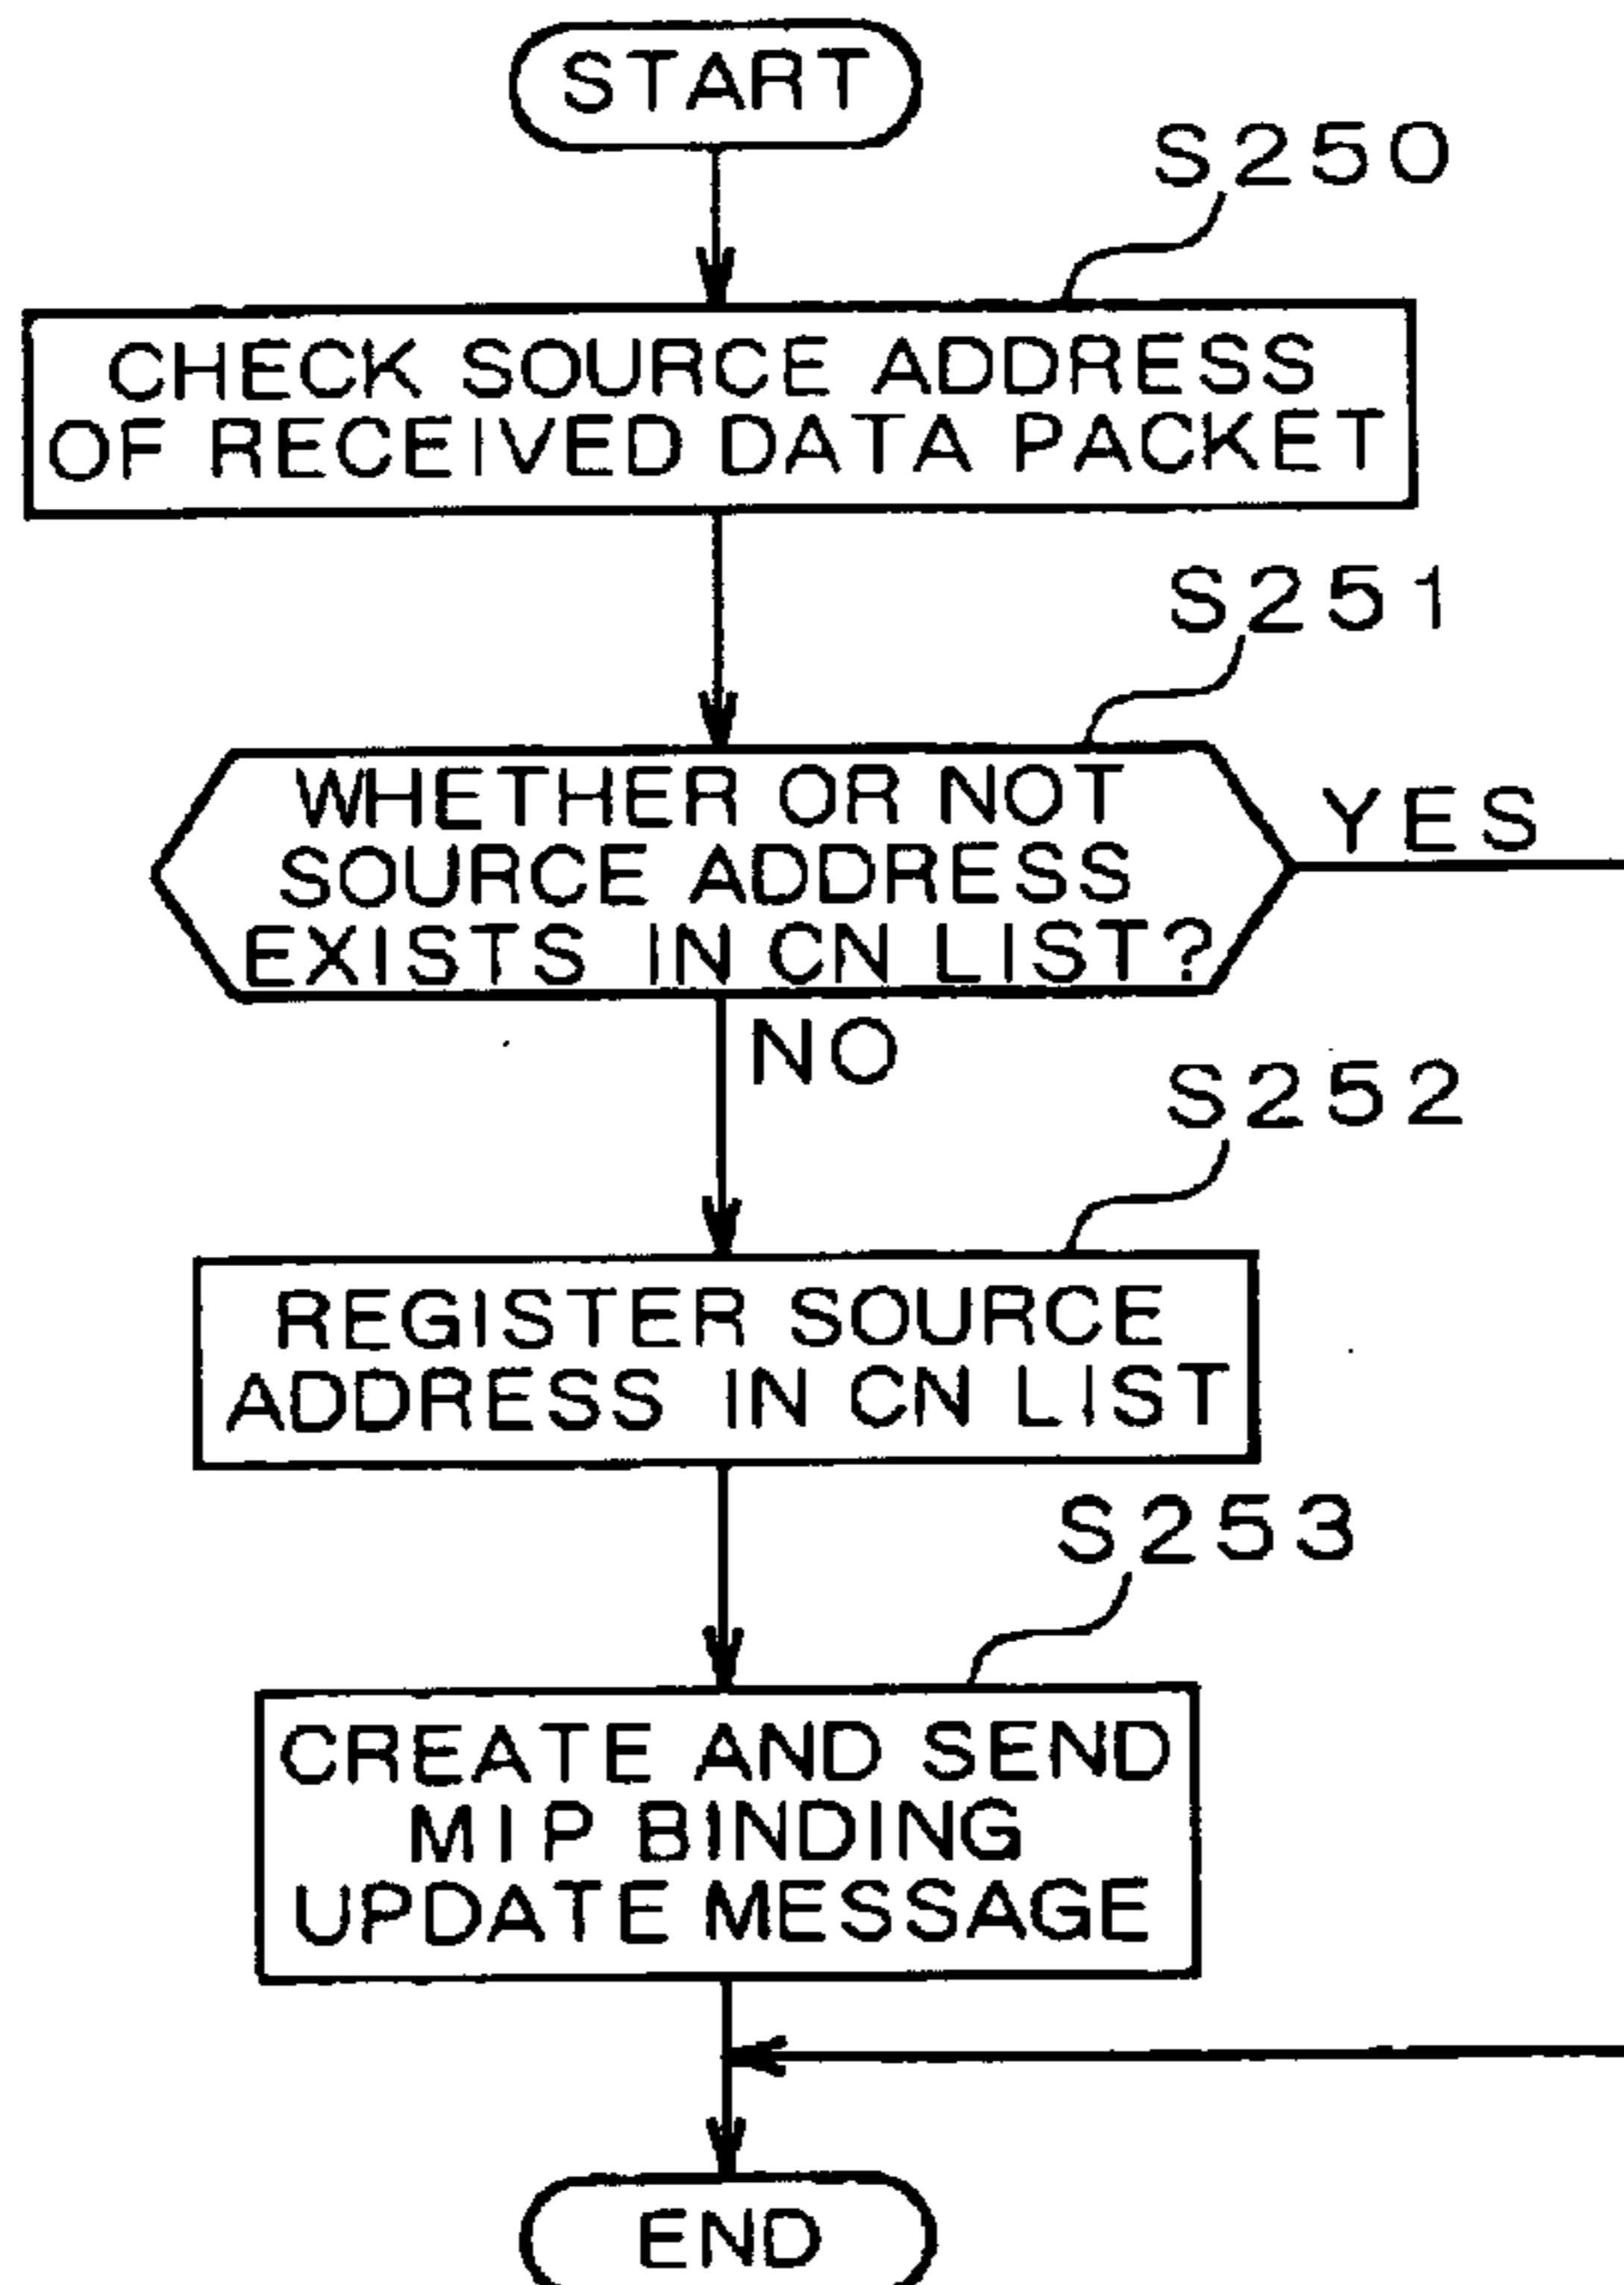 START
S250
CHECK SOURCE ADDRESS
OF RECEIVED DATA PACKET
S251
WHETHER OR NOT
SOURCE ADDRESS
EXISTS IN CN LIST?
YES
NO
S252
REGISTER SOURCE
ADDRESS IN CN LIST
S253
CREATE AND SEND
MIP BINDING
UPDATE MESSAGE
END